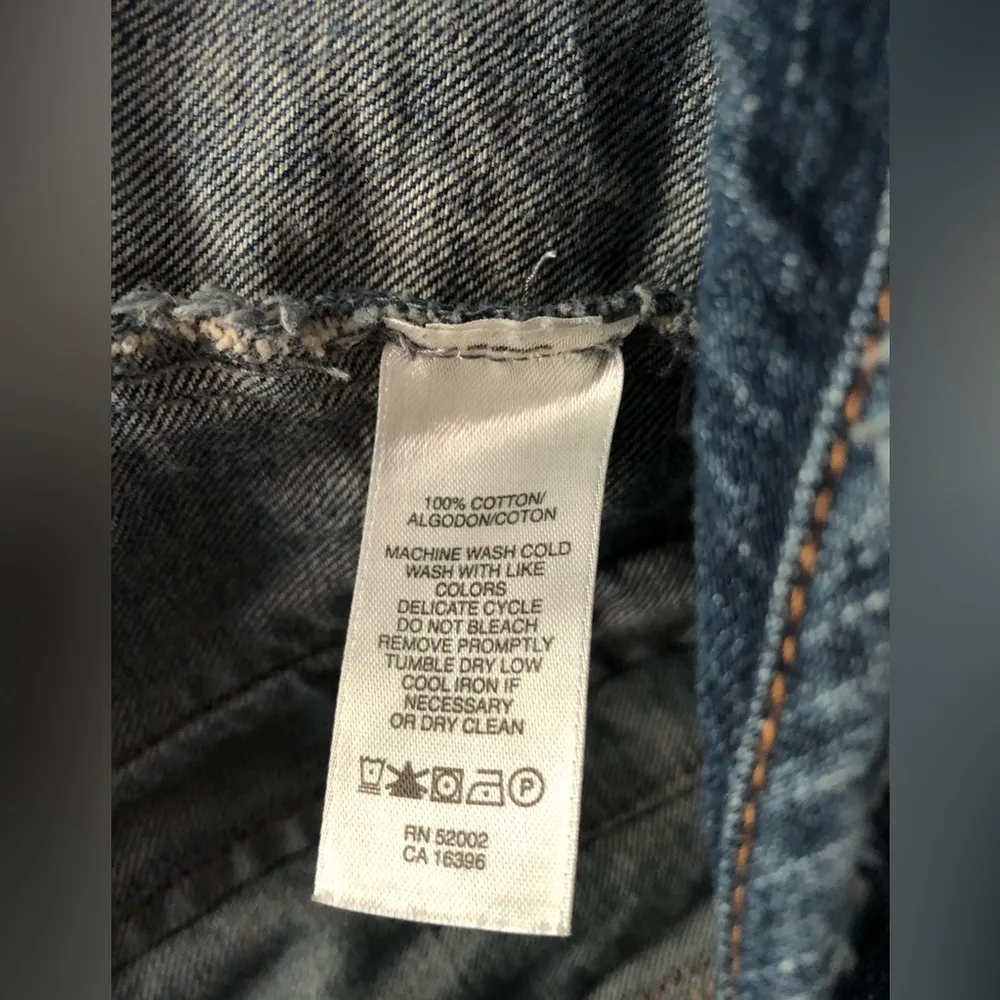 100% COTTON/
ALGODON/COTON
MACHINE WASH COLD
WASH WITH LIKE
COLORS
DELICATE CYCLE
DO NOT BLEACH
REMOVE PROMPTLY
TUMBLE DRY LOW
COOL IRON IF
NECESSARY
OR DRY CLEAN
P
RN 52002
CA 16396